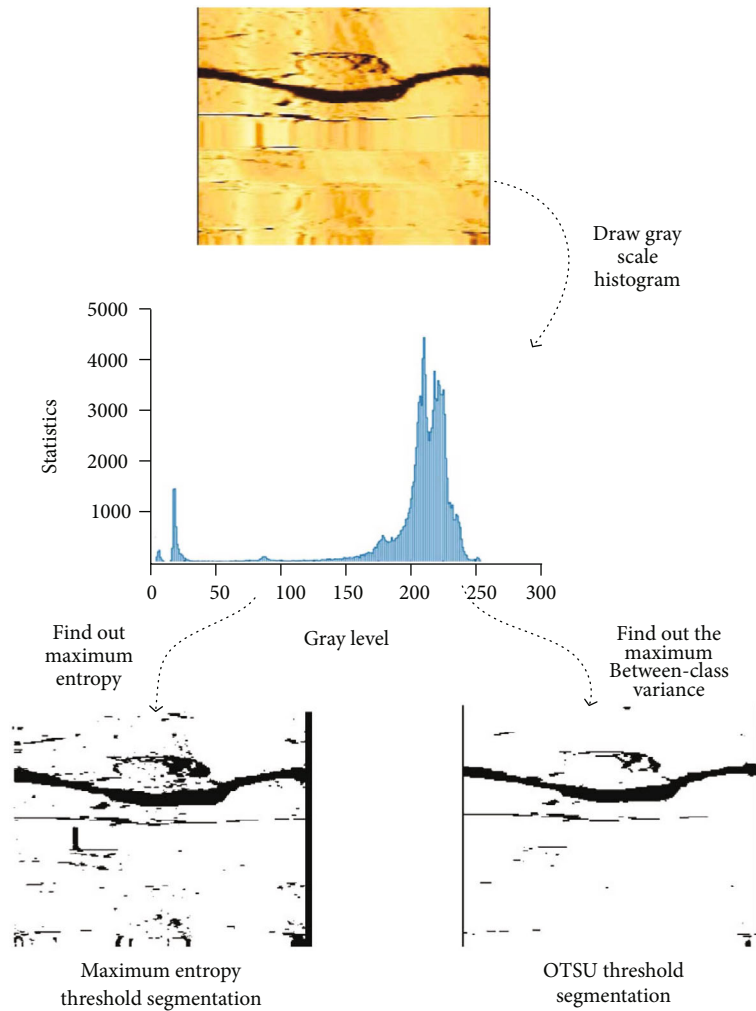 Draw gray
scale
histogram
5000
4000
3000
2000
1000
Statistics
0 50 100 150 200 250 300
Gray level
Find out
maximum
entropy
Find out the
maximum
Between-class
variance
Maximum entropy
threshold segmentation
OTSU threshold
segmentation